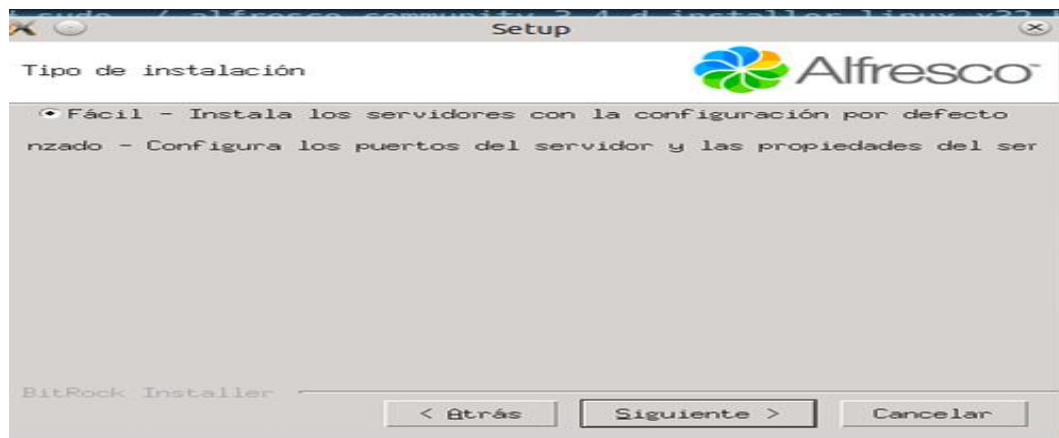 Setup
Tipo de instalación
Alfresco
Fácil - Instala los servidores con la configuración por defecto
nzado - Configura los puertos del servidor y las propiedades del ser
BitRock Installer
< Atrás
Siguiente >
Cancelar